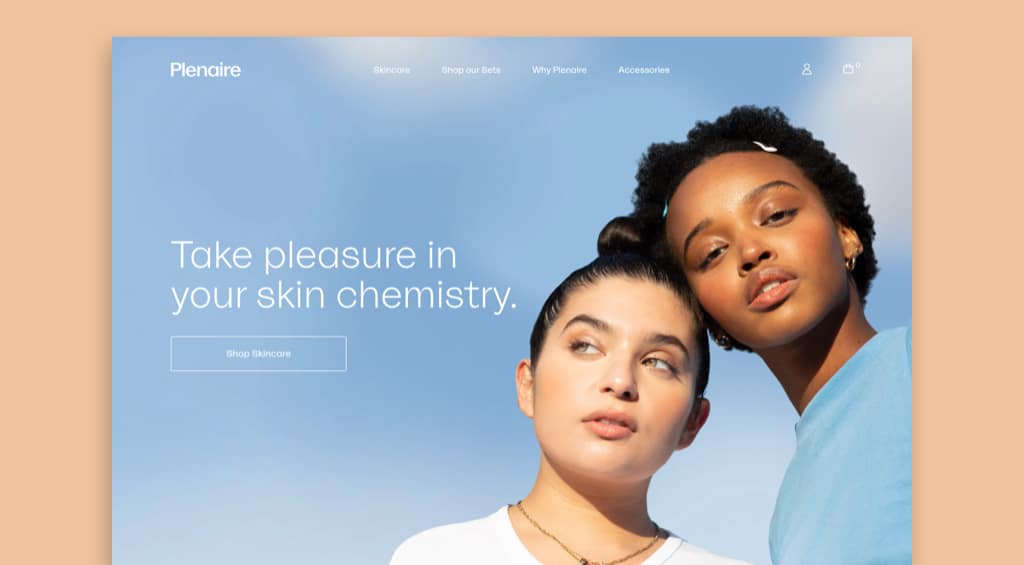 Plenaire
Skincare
Shop our Sets
Why Plenaire
Accessories
0
Take pleasure in
your skin chemistry.
Shop Skincare